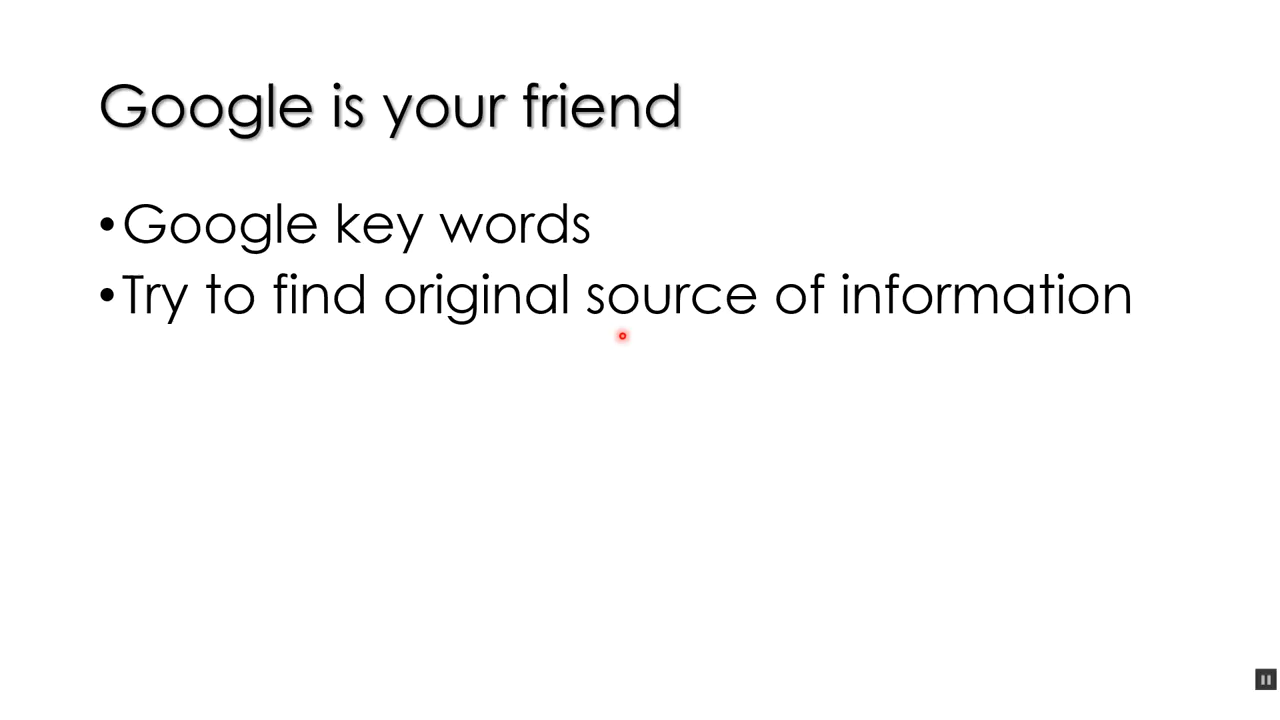 Google is your friend
•Google key words
•Try to find original source of information